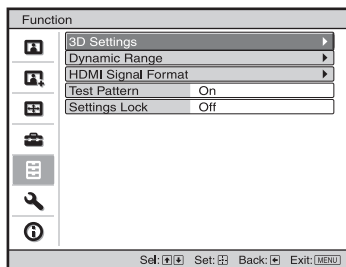 Function
3D Settings
Dynamic Range
HDMI Signal Format
Test Pattern On
Settings Lock Off
Sel: Set: Back: Exit: MENU